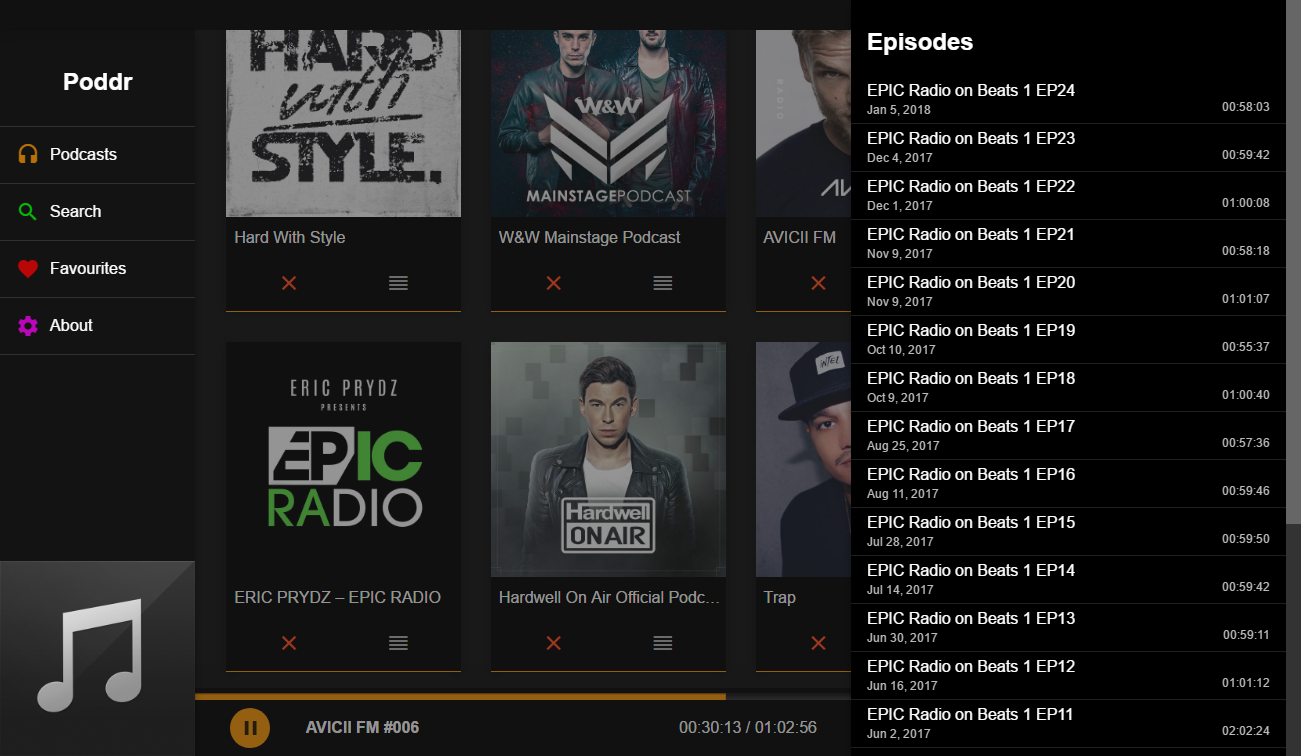 Poddr
Podcasts
Search
Favourites
About
HARD
with
STYLE.
Hard With Style
W&W
MAINSTAGEPODCAST
W&W Mainstage Podcast
RADIO
AVICII FM
ERIC PRYDZ
PRESENTS
EPIC
RADIO
ERIC PRYDZ – EPIC RADIO
Hardwell
ON AIR
Hardwell On Air Official Podc...
Trap
AVICII FM #006
00:30:13 / 01:02:56
Episodes
EPIC Radio on Beats 1 EP24
Jan 5, 2018
00:58:03
EPIC Radio on Beats 1 EP23
Dec 4, 2017
00:59:42
EPIC Radio on Beats 1 EP22
Dec 1, 2017
01:00:08
EPIC Radio on Beats 1 EP21
Nov 9, 2017
00:58:18
EPIC Radio on Beats 1 EP20
Nov 9, 2017
01:01:07
EPIC Radio on Beats 1 EP19
Oct 10, 2017
00:55:37
EPIC Radio on Beats 1 EP18
Oct 9, 2017
01:00:40
EPIC Radio on Beats 1 EP17
Aug 25, 2017
00:57:36
EPIC Radio on Beats 1 EP16
Aug 11, 2017
00:59:46
EPIC Radio on Beats 1 EP15
Jul 28, 2017
00:59:50
EPIC Radio on Beats 1 EP14
Jul 14, 2017
00:59:42
EPIC Radio on Beats 1 EP13
Jun 30, 2017
00:59:11
EPIC Radio on Beats 1 EP12
Jun 16, 2017
01:01:12
EPIC Radio on Beats 1 EP11
Jun 2, 2017
02:02:24